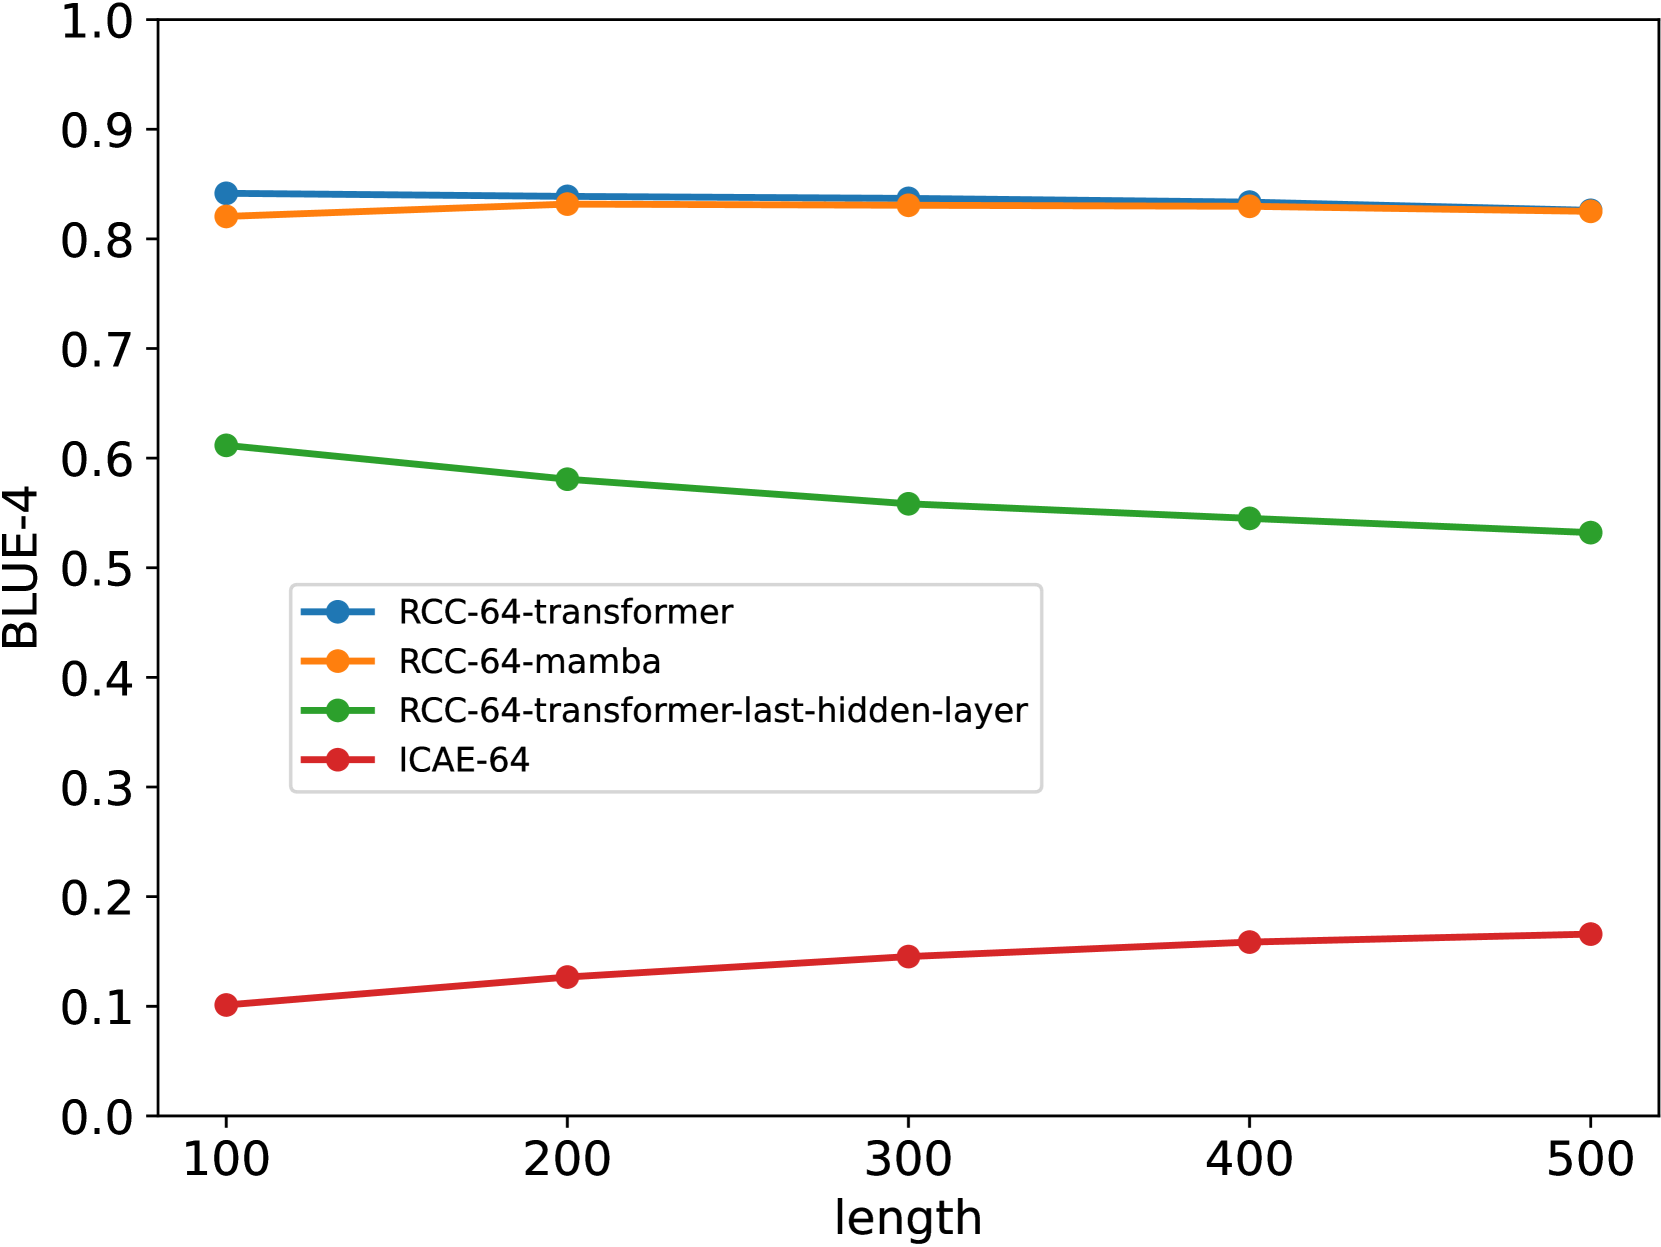 1.0
0.9
0.8
0.7
0.6
0.5
0.4
0.3
0.2
0.1
0.0
BLUE-4
RCC-64-transformer
RCC-64-mamba
RCC-64-transformer-last-hidden-layer
ICAE-64
100 200 300 400 500
length